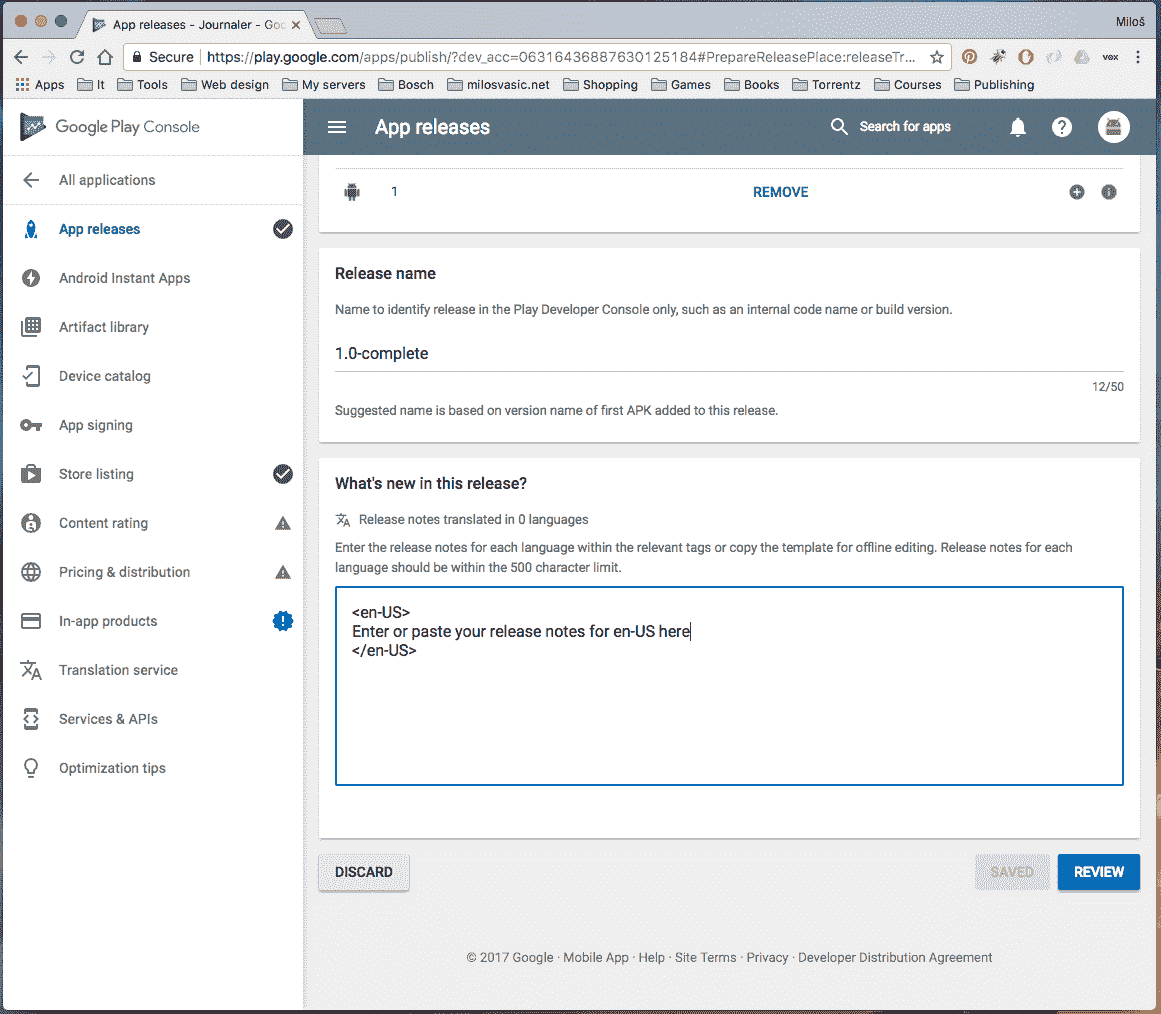 App releases - Journaler - Goo
Miloš
Secure
https://play.google.com/apps/publish/?dev_acc=06316436887630125184#PrepareReleasePlace:releaseTr...
vox
Apps
It
Tools
Web design
My servers
Bosch
milosvasic.net
Shopping
Games
Books
Torrentz
Courses
Publishing
Google Play Console
App releases
Search for apps
All applications
App releases
Android Instant Apps
Artifact library
Device catalog
App signing
Store listing
Content rating
Pricing & distribution
In-app products
Translation service
Services & APIs
Optimization tips
1
REMOVE
Release name
Name to identify release in the Play Developer Console only, such as an internal code name or build version.
1.0-complete
12/50
Suggested name is based on version name of first APK added to this release.
What's new in this release?
Release notes translated in 0 languages
Enter the release notes for each language within the relevant tags or copy the template for offline editing. Release notes for each
language should be within the 500 character limit.
<en-US>
Enter or paste your release notes for en-US here
</en-US>
DISCARD
SAVED
REVIEW
© 2017 Google · Mobile App · Help · Site Terms · Privacy · Developer Distribution Agreement